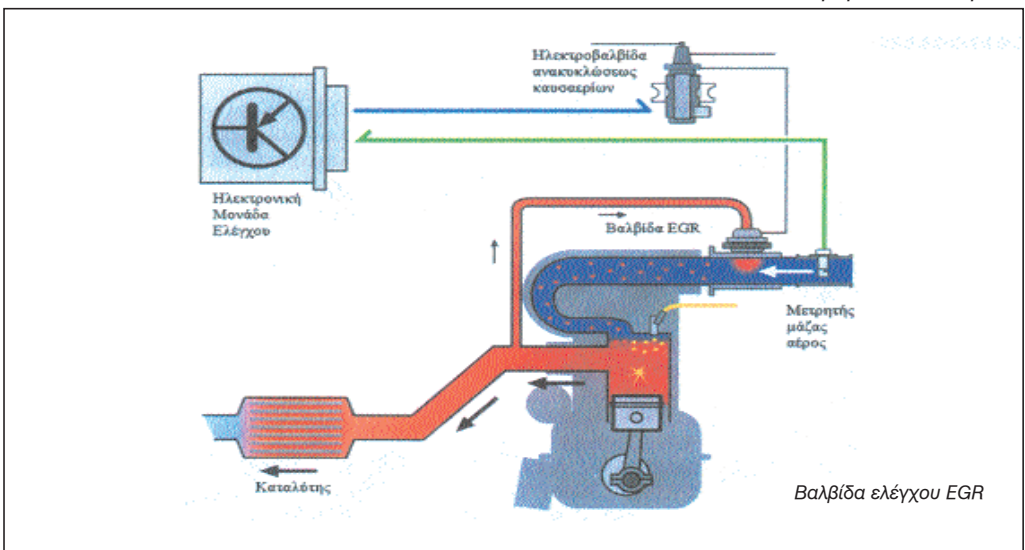 Ηλεκτροβαλβίδα
ανακυκλώσεως
καυσαερίων
Ηλεκτρονική
Μονάδα
Ελέγχου
Βαλβίδα EGR
Μετρητής
μάζας
αέρος
Καταλύτης
Βαλβίδα ελέγχου EGR